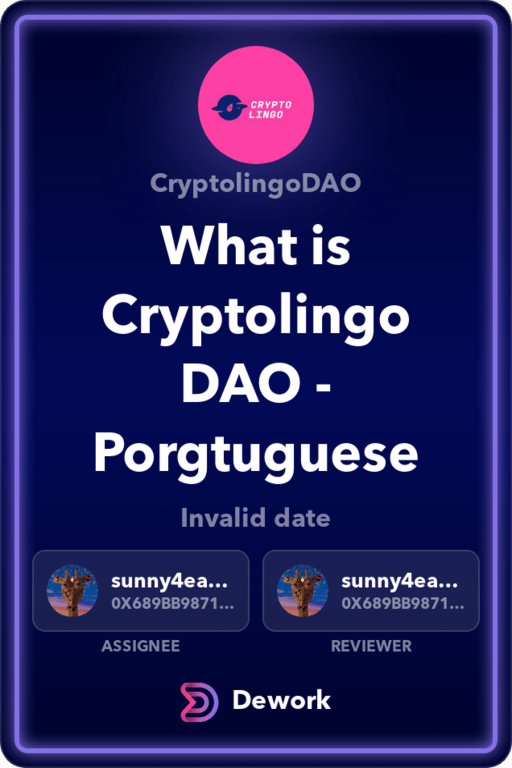 CRYPTO
LINGO
CryptolingoDAO
What is
Cryptolingo
DAO -
Porgtuguese
Invalid date
sunny4ea...
0X689BB9871...
ASSIGNEE
sunny4ea...
0X689BB9871...
REVIEWER
Dework